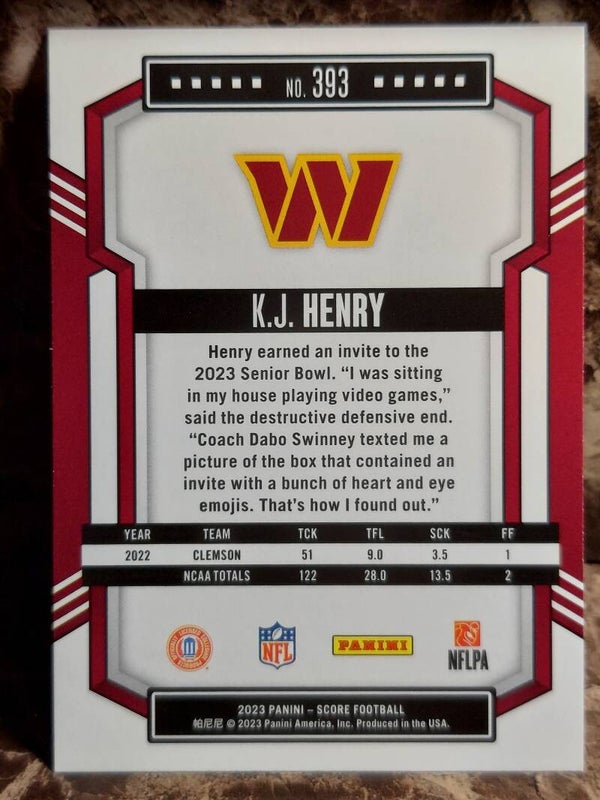 NO. 393
W
K.J. HENRY
Henry earned an invite to the
2023 Senior Bowl. “I was sitting
in my house playing video games,”
said the destructive defensive end.
“Coach Dabo Swinney texted me a
picture of the box that contained an
invite with a bunch of heart and eye
emojis. That’s how I found out.”
YEAR TEAM TCK TFL SCK FF
2022 CLEMSON 51 9.0 3.5 1
NCAA TOTALS 122 28.0 13.5 2
NFL PANINI NFLPA
2023 PANINI – SCORE FOOTBALL
帕尼尼 © 2023 Panini America, Inc. Produced in the USA.